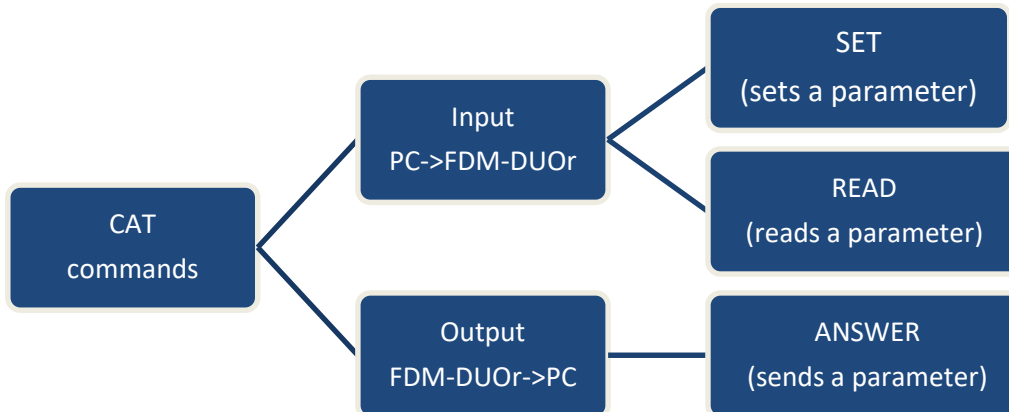 CAT
commands
Input
PC->FDM-DUOr
SET
(sets a parameter)
READ
(reads a parameter)
Output
FDM-DUOr->PC
ANSWER
(sends a parameter)